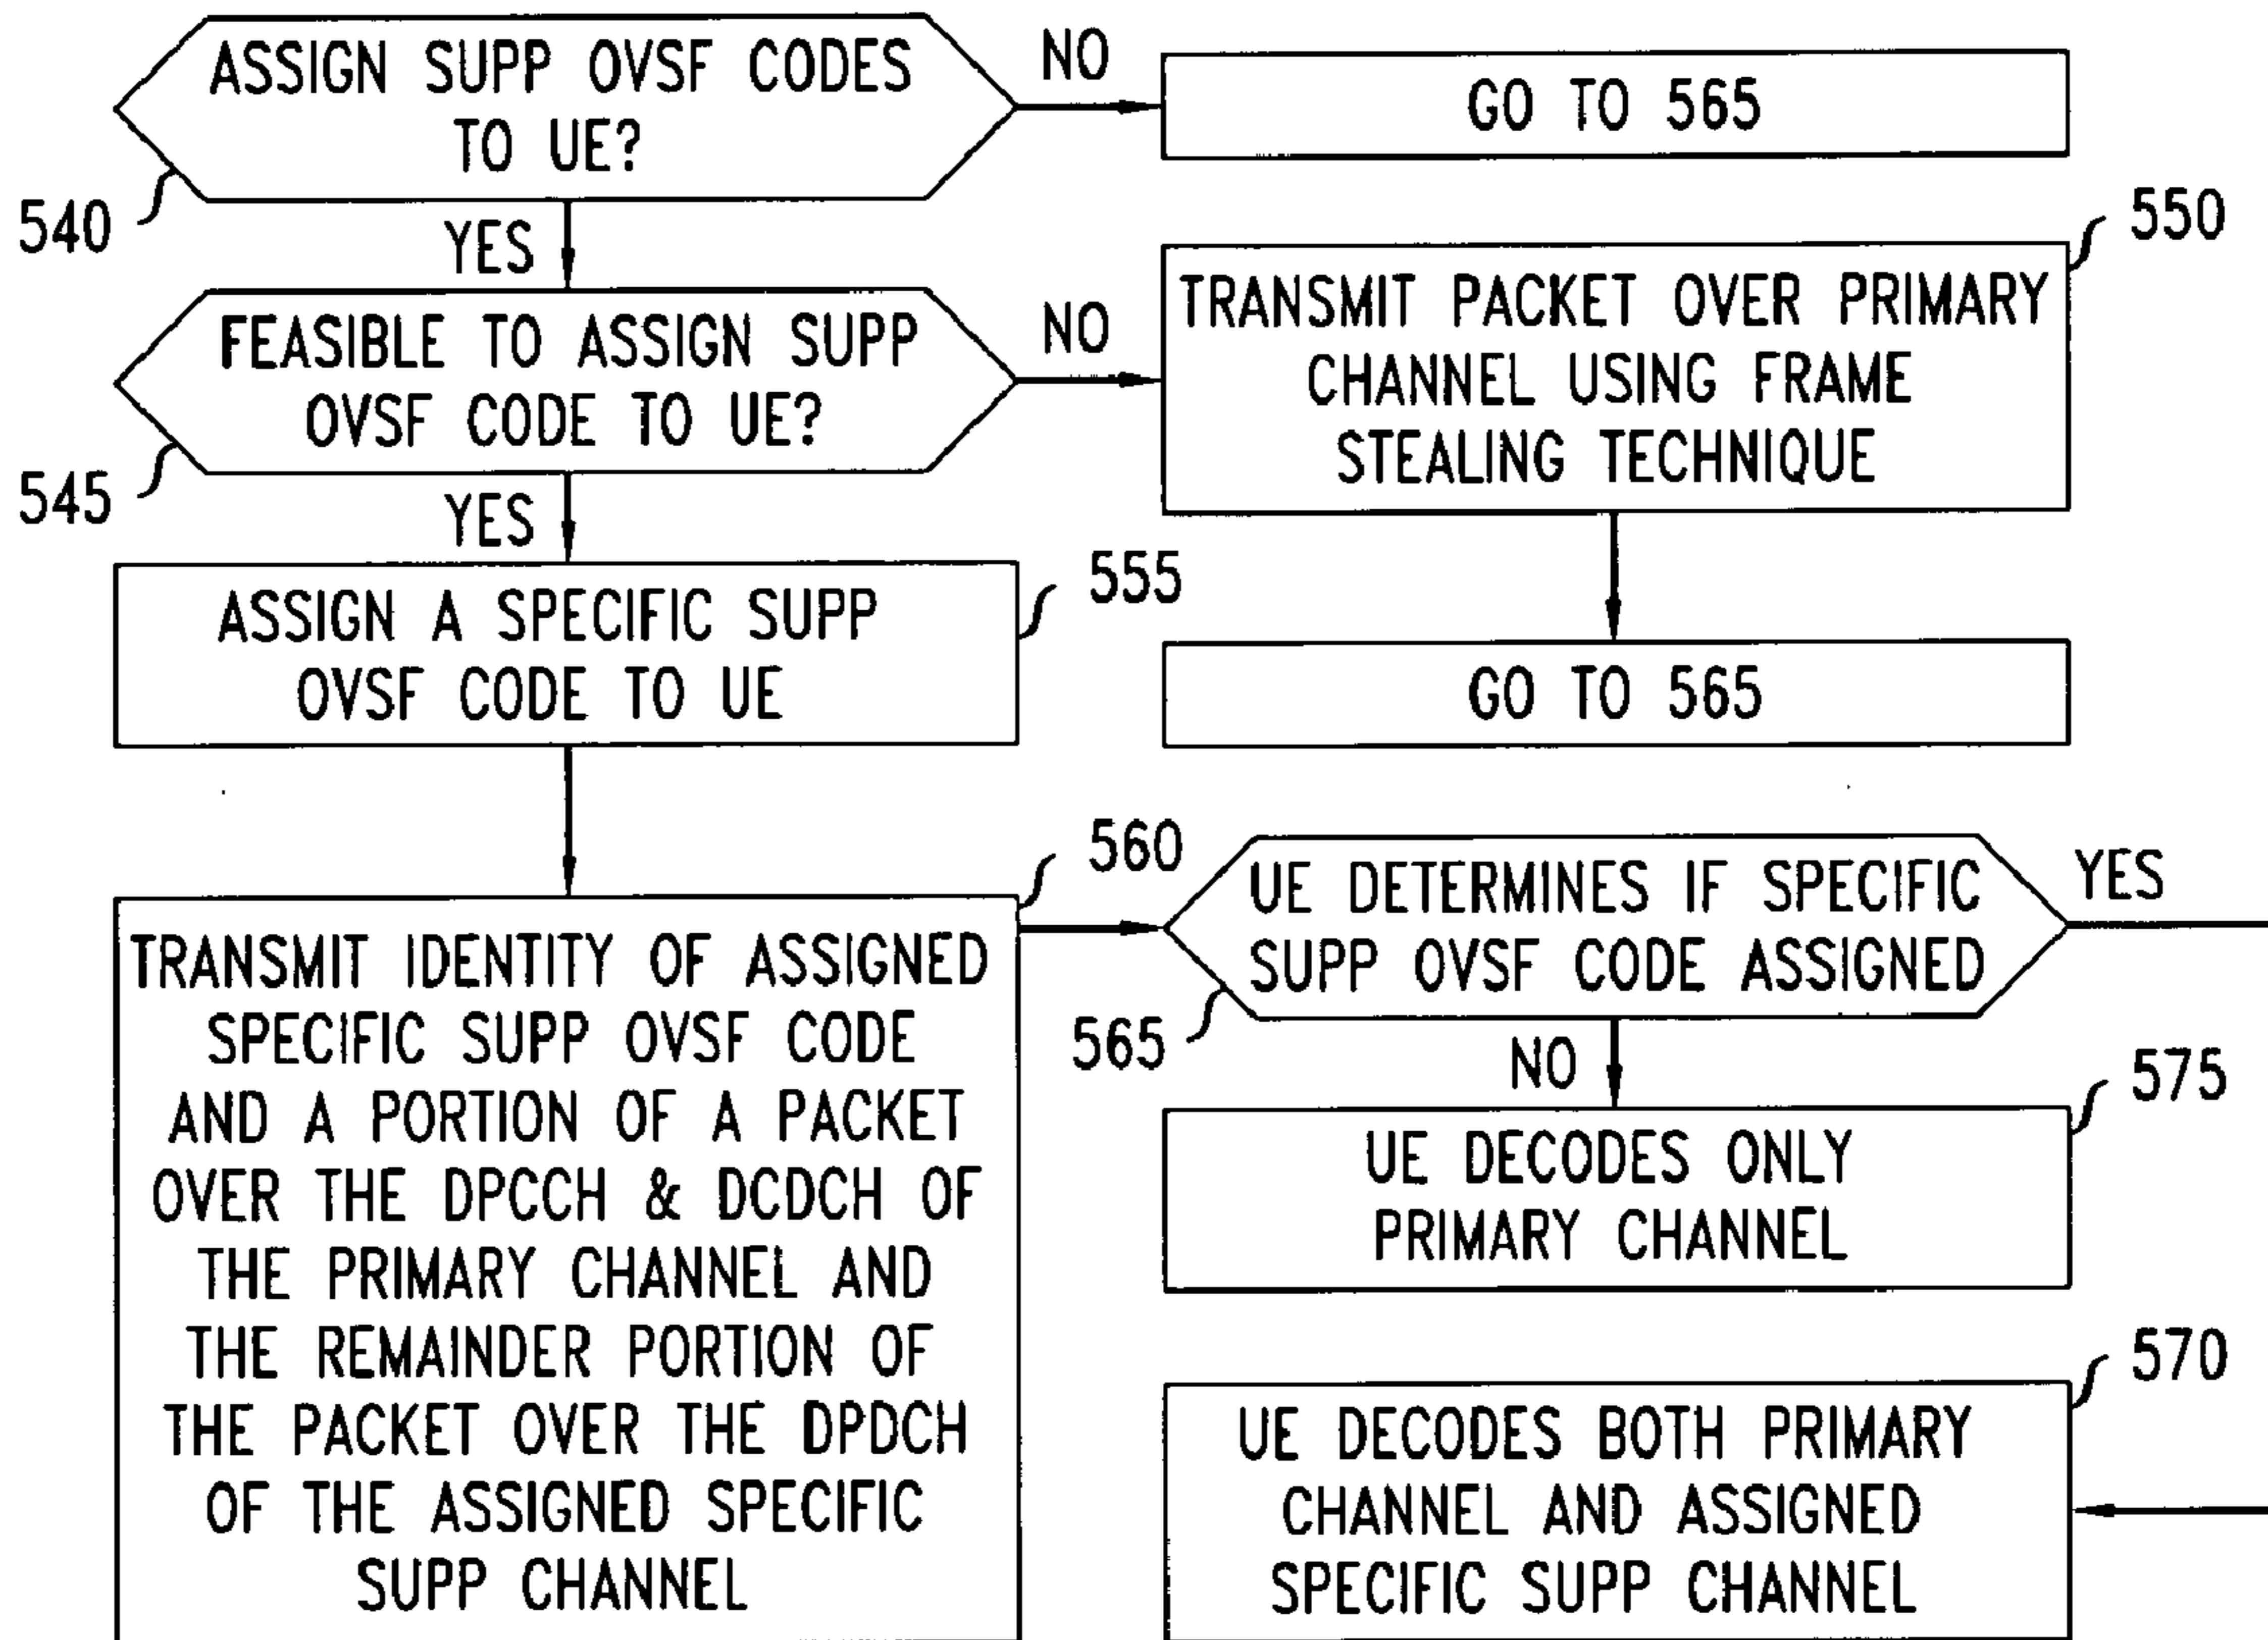 ASSIGN SUPP OVSF CODES
TO UE?
540
NO
GO TO 565
YES
FEASIBLE TO ASSIGN SUPP
OVSF CODE TO UE?
545
NO
550
TRANSMIT PACKET OVER PRIMARY
CHANNEL USING FRAME
STEALING TECHNIQUE
YES
GO TO 565
555
ASSIGN A SPECIFIC SUPP
OVSF CODE TO UE
560
TRANSMIT IDENTITY OF ASSIGNED
SPECIFIC SUPP OVSF CODE
AND A PORTION OF A PACKET
OVER THE DPCCH & DCDCH OF
THE PRIMARY CHANNEL AND
THE REMAINDER PORTION OF
THE PACKET OVER THE DPDCH
OF THE ASSIGNED SPECIFIC
SUPP CHANNEL
UE DETERMINES IF SPECIFIC
SUPP OVSF CODE ASSIGNED
565
YES
NO
575
UE DECODES ONLY
PRIMARY CHANNEL
570
UE DECODES BOTH PRIMARY
CHANNEL AND ASSIGNED
SPECIFIC SUPP CHANNEL